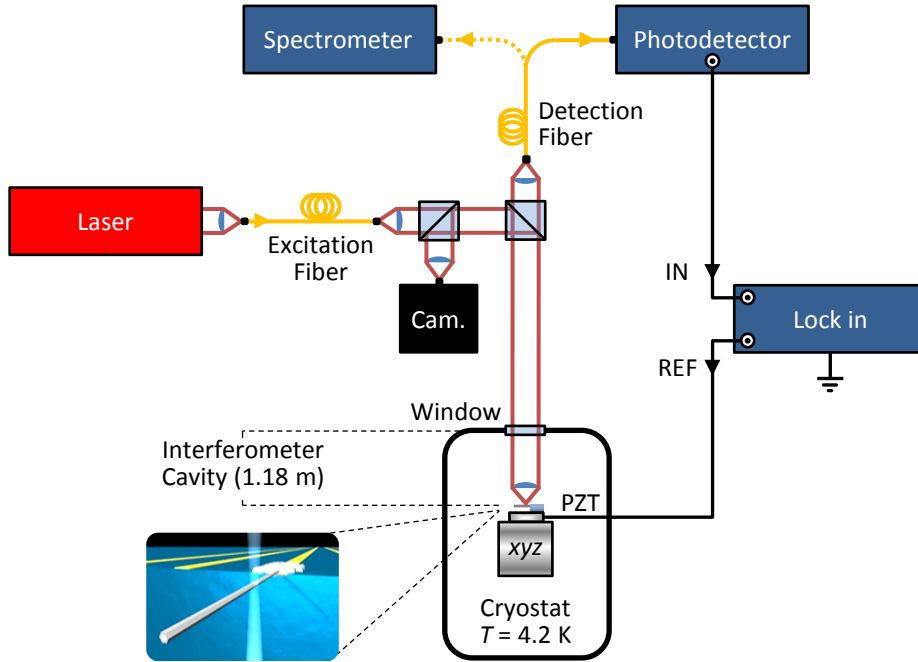 Spectrometer
Photodetector
Detection
Fiber
Laser
Excitation
Fiber
Cam.
IN
Lock in
REF
Window
Interferometer
Cavity (1.18 m)
PZT
xyz
Cryostat
T = 4.2 K